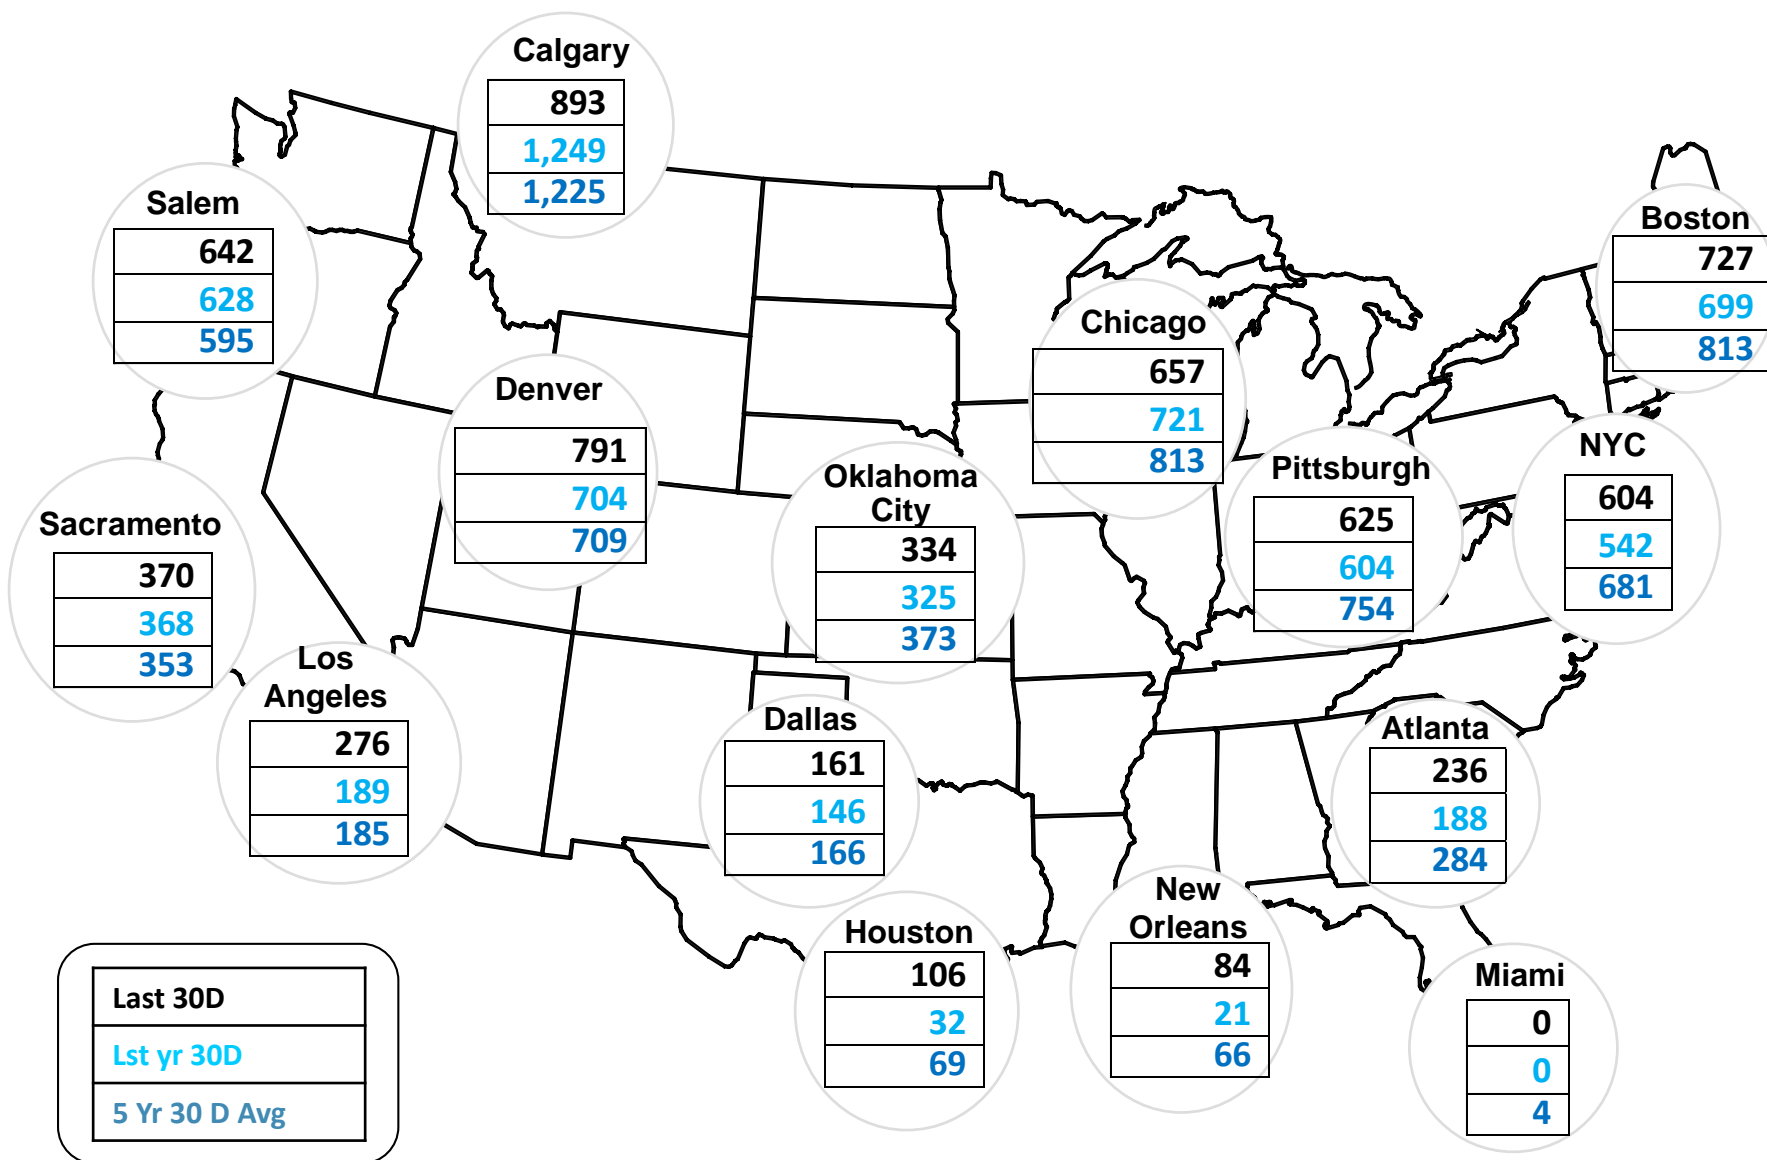 Calgary
893
1,249
1,225
Salem
642
628
595
Boston
727
699
813
Chicago
657
721
813
Denver
791
704
709
NYC
604
542
681
Pittsburgh
625
604
754
Oklahoma
City
334
325
373
Sacramento
370
368
353
Los
Angeles
276
189
185
Dallas
161
146
166
Atlanta
236
188
284
New
Orleans
84
21
66
Houston
106
32
69
Miami
0
0
4
Last 30D
Lst yr 30D
5 Yr 30 D Avg